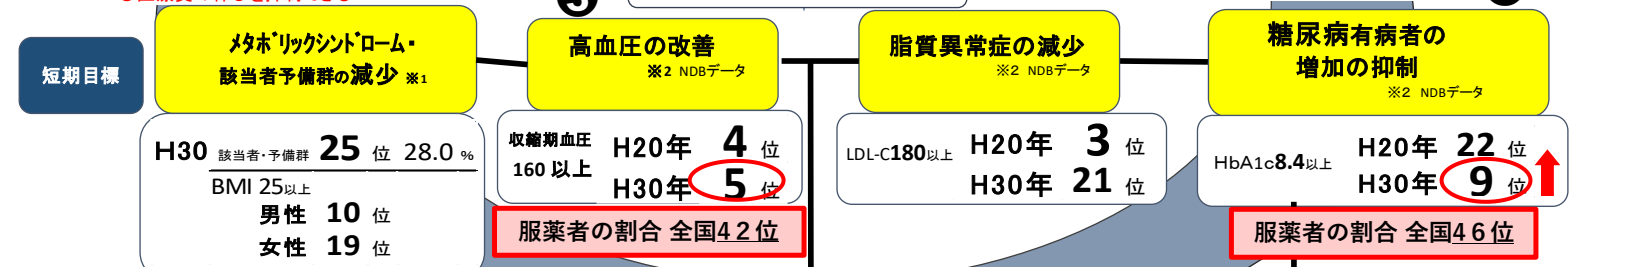 短期目標
メタボリックシンドローム・
該当者予備群の減少 ※1
H30 該当者・予備群 25 位 28.0 %
BMI 25以上
男性 10 位
女性 19 位
高血圧の改善
※2 NDBデータ
収縮期血圧
160 以上
H20年 4 位
H30年 5 位
服薬者の割合 全国42位
脂質異常症の減少
※2 NDBデータ
LDL-C180以上
H20年 3 位
H30年 21 位
糖尿病有病者の
増加の抑制
※2 NDBデータ
HbA1c8.4以上
H20年 22 位
H30年 9 位
服薬者の割合 全国46位